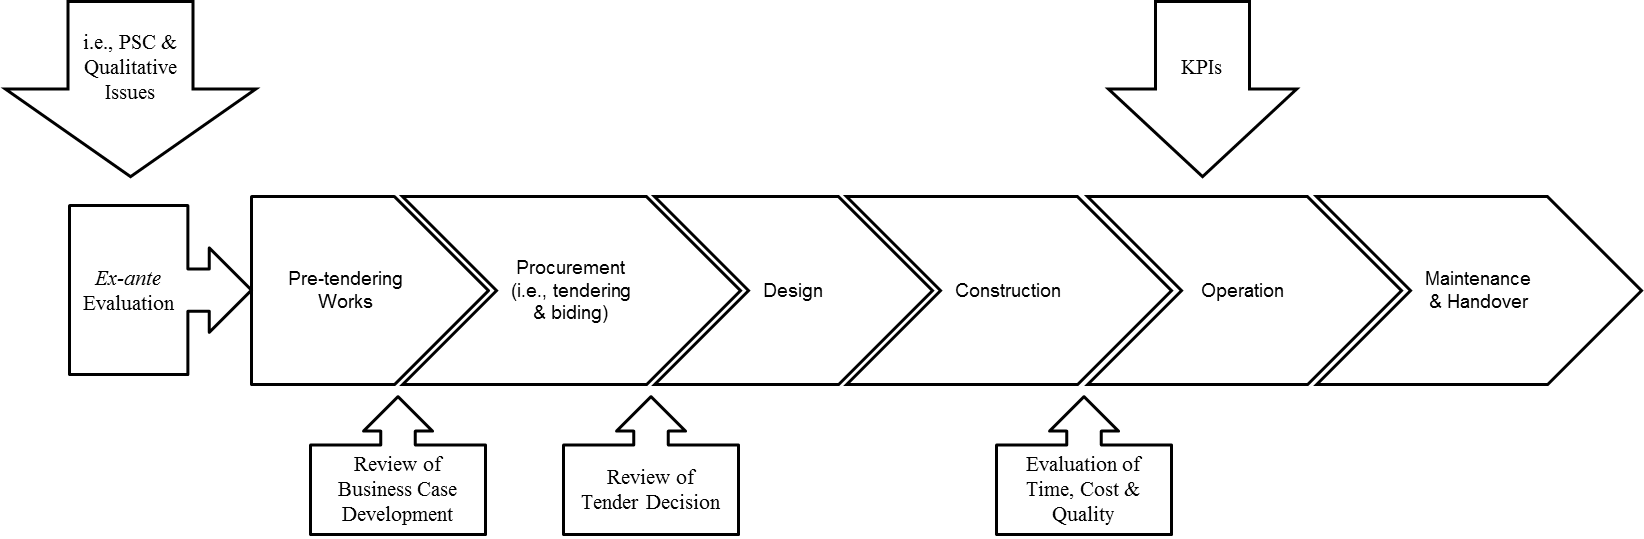 i.e., PSC &
Qualitative
Issues
KPIs
Ex-ante
Evaluation
Pre-tendering
Works
Procurement
(i.e., tendering
& biding)
Design
Construction
Operation
Maintenance
& Handover
Review of
Business Case
Development
Review of
Tender Decision
Evaluation of
Time, Cost &
Quality